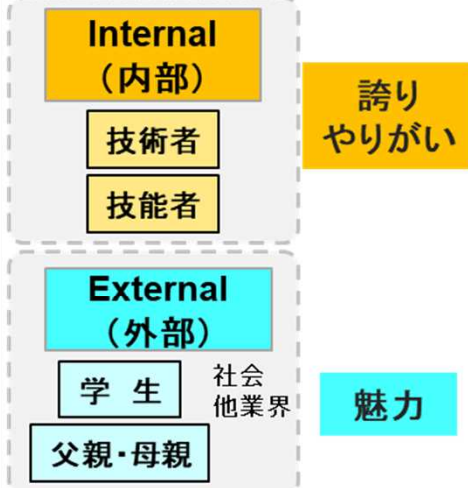 Internal
（内部）
誇り
やりがい
技術者
技能者
External
（外部）
学 生
社会
他業界
魅力
父親・母親